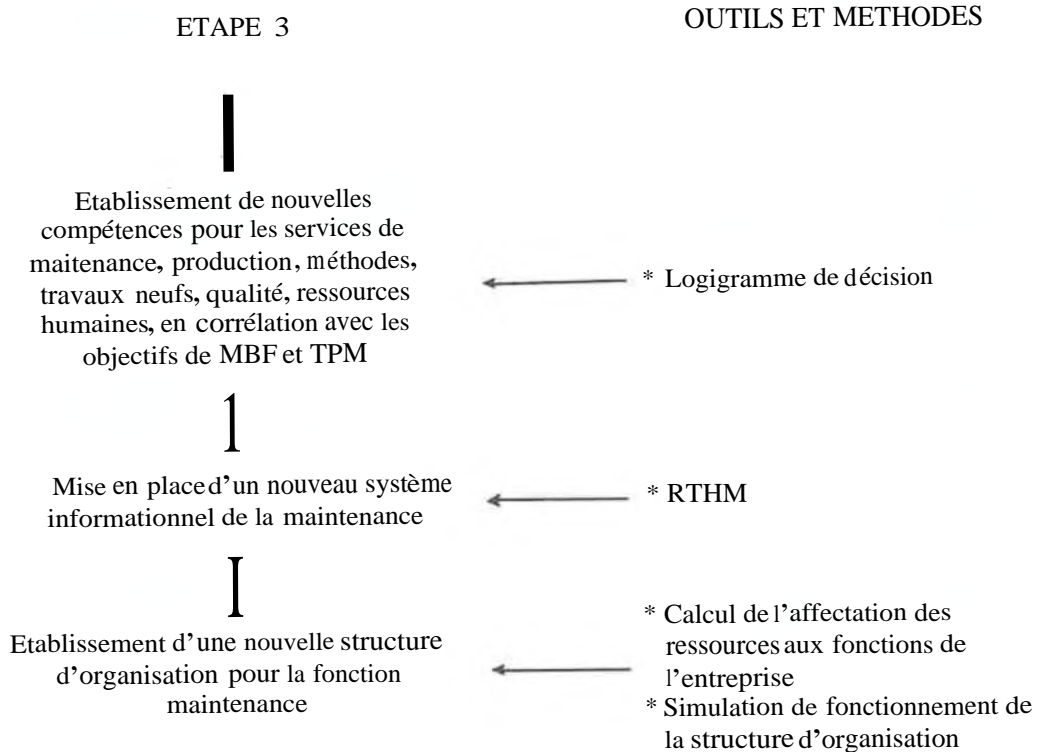 ETAPE 3
OUTILS ET METHODES
Etablissement de nouvelles
compétences pour les services de
maitenance, production, méthodes,
travaux neufs, qualité, ressources
humaines, en corrélation avec les
objectifs de MBF et TPM
* Logigramme de décision
Mise en place d'un nouveau système
informationnel de la maintenance
* RTHM
Etablissement d'une nouvelle structure
d'organisation pour la fonction
maintenance
* Calcul de l'affectation des
ressources aux fonctions de
l'entreprise
* Simulation de fonctionnement de
la structure d'organisation